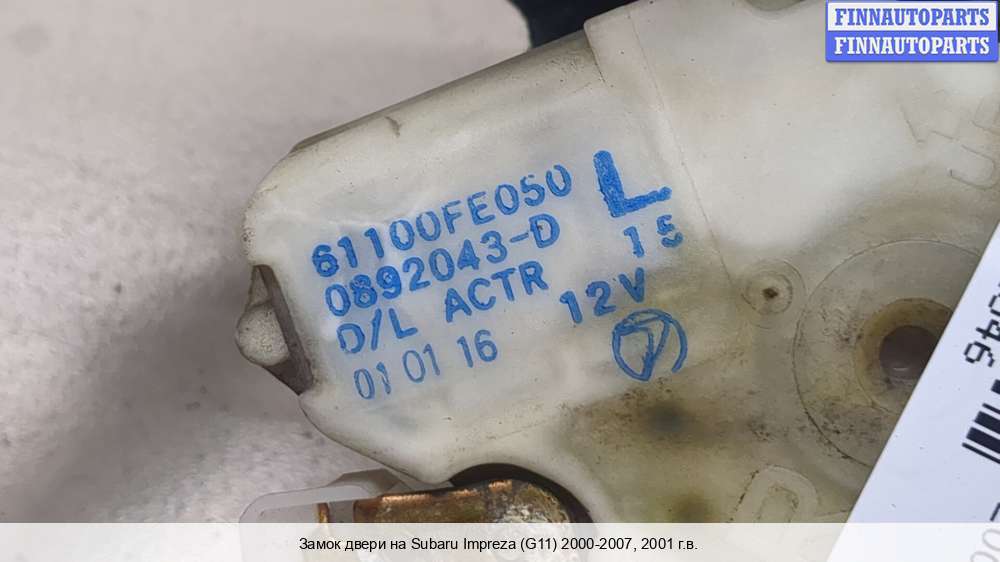 FINNAUTOPARTS
FINNAUTOPARTS
61100FE050 L
0892043-D 15
D/L ACTR 12V
01 01 16
Замок двери на Subaru Impreza (G11) 2000-2007, 2001 г.в.